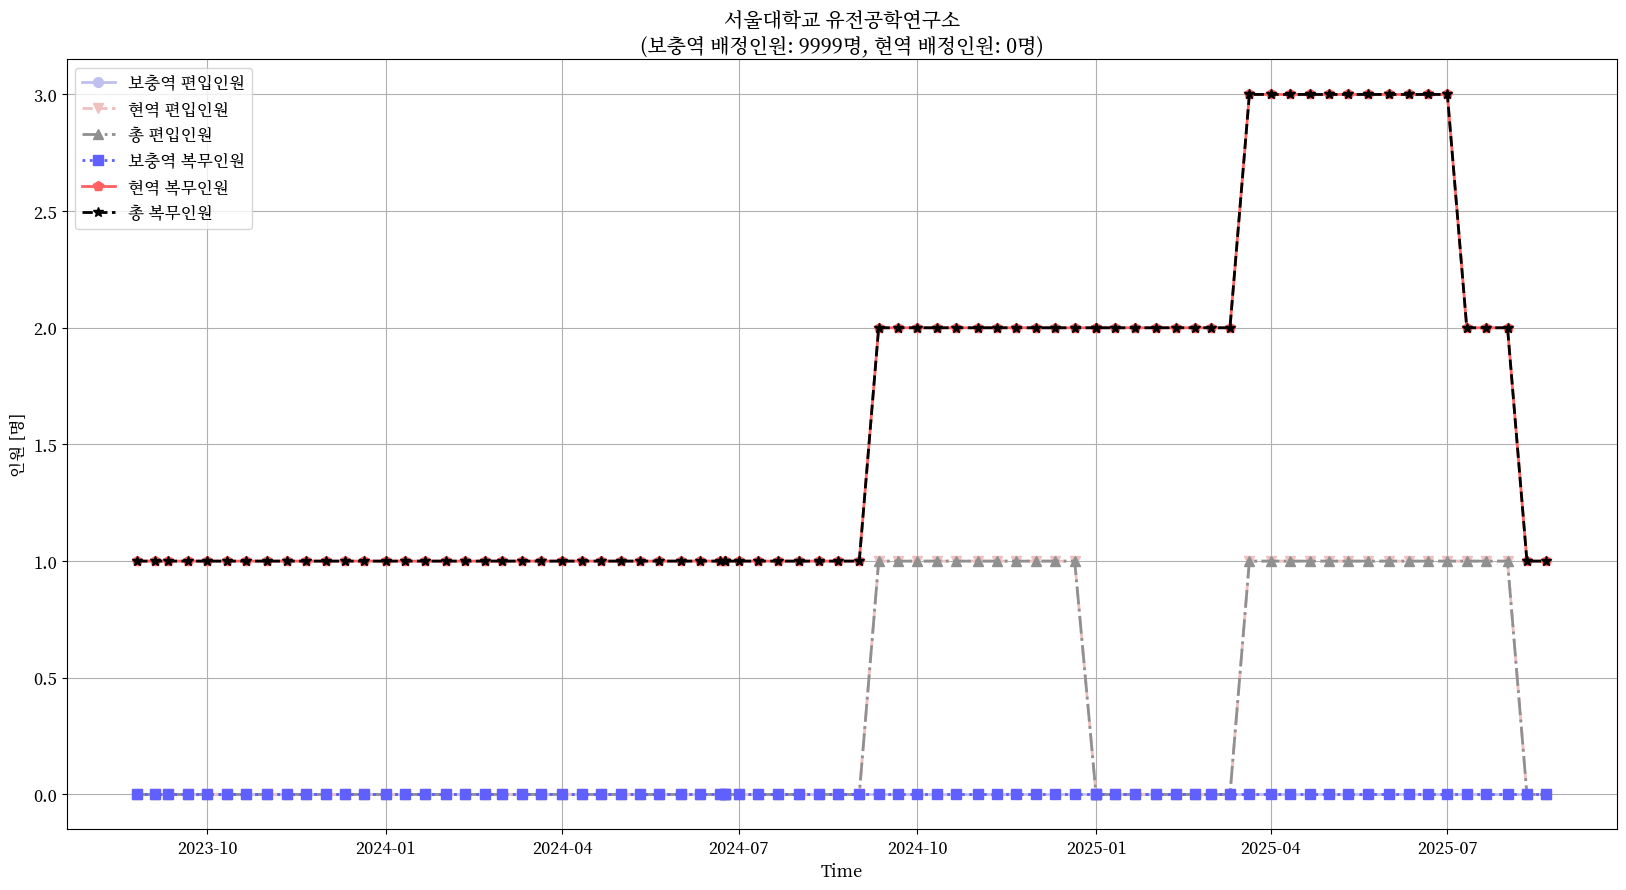 서울대학교 유전공학연구소
(보충역 배정인원: 9999명, 현역 배정인원: 0명)
보충역 편입인원
현역 편입인원
총 편입인원
보충역 복무인원
현역 복무인원
총 복무인원
인원 [명]
3.0
2.5
2.0
1.5
1.0
0.5
0.0
2023-10
2024-01
2024-04
2024-07
2024-10
2025-01
2025-04
2025-07
Time